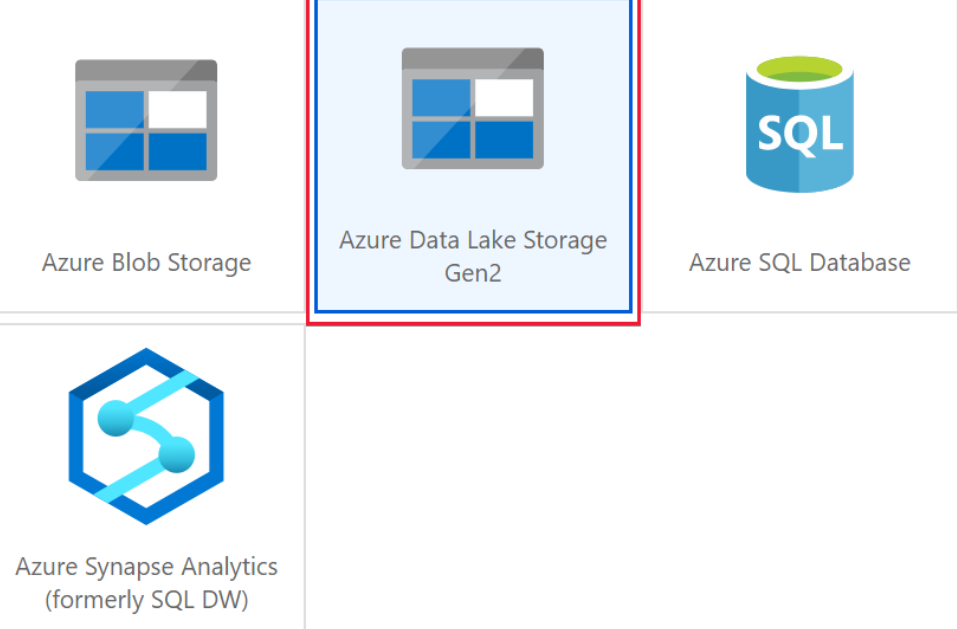 SQL
Azure Blob Storage
Azure Data Lake Storage
Gen2
Azure SQL Database
Azure Synapse Analytics
(formerly SQL DW)